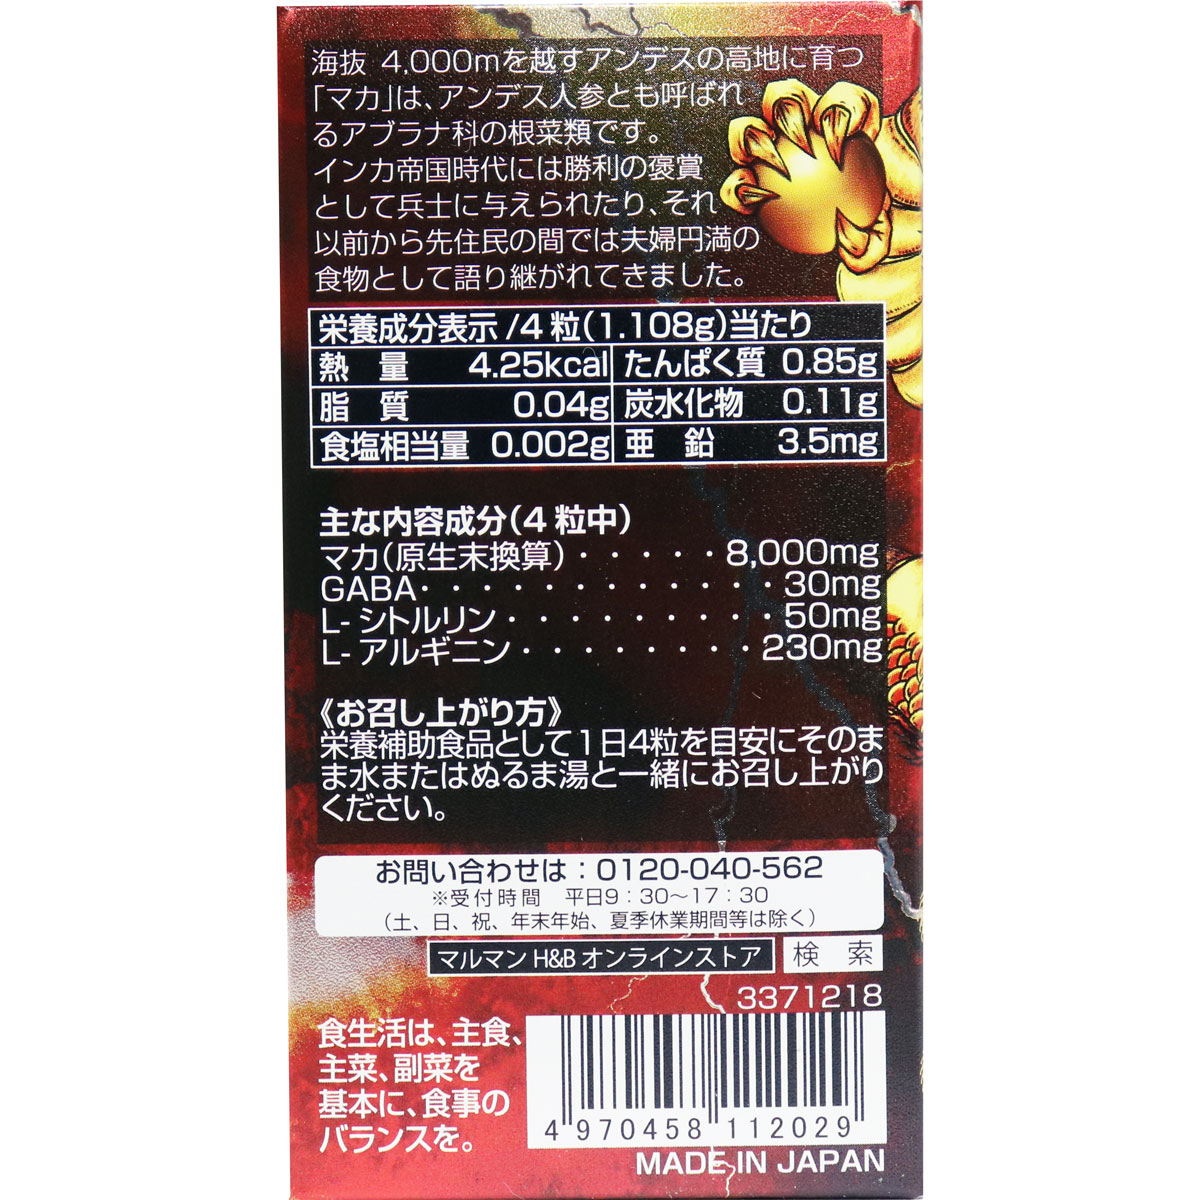 海抜 4,000mを越すアンデスの高地に育つ
「マカ」は、アンデス人参とも呼ばれ
るアブラナ科の根菜類です。
インカ帝国時代には勝利の褒賞
として兵士に与えられたり、それ
以前から先住民の間では夫婦円満の
食物として語り継がれてきました。
栄養成分表示/4粒(1.108g)当たり
熱 量 4.25kcal たんぱく質 0.85g
脂 質 0.04g 炭水化物 0.11g
食塩相当量 0.002g 亜 鉛 3.5mg
主な内容成分(4粒中)
マカ(原生末換算)・・・・・8,000mg
GABA・・・・・・・・・・・・30mg
L-シトルリン・・・・・・・・・・50mg
L-アルギニン・・・・・・・・230mg
《お召し上がり方》
栄養補助食品として1日4粒を目安にそのま
ま水またはぬるま湯と一緒にお召し上がり
ください。
お問い合わせは：0120-040-562
※受付時間 平日9：30〜17：30
(土、日、祝、年末年始、夏季休業期間等は除く)
マルマン H&B オンラインストア 検 索
3371218
食生活は、主食、
主菜、副菜を
基本に、食事の
バランスを。
4 970458 112029
MADE IN JAPAN